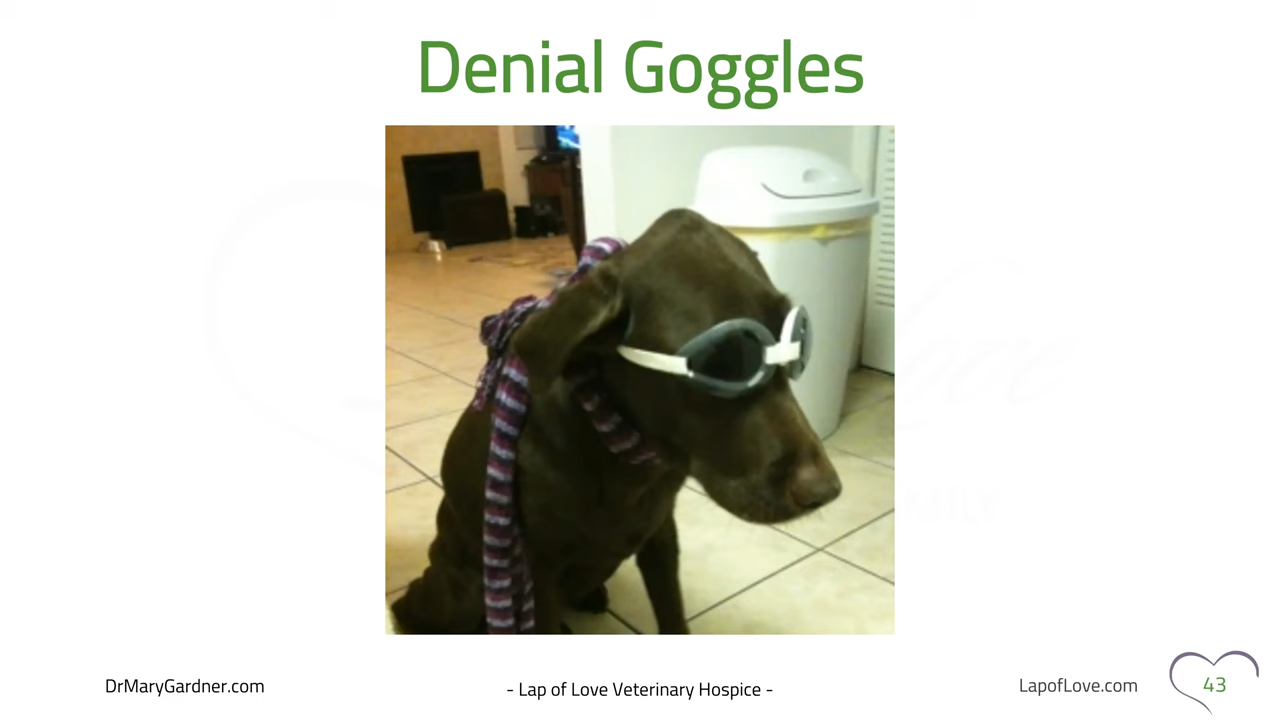 Denial Goggles
DrMaryGardner.com
- Lap of Love Veterinary Hospice -
LapofLove.com
43